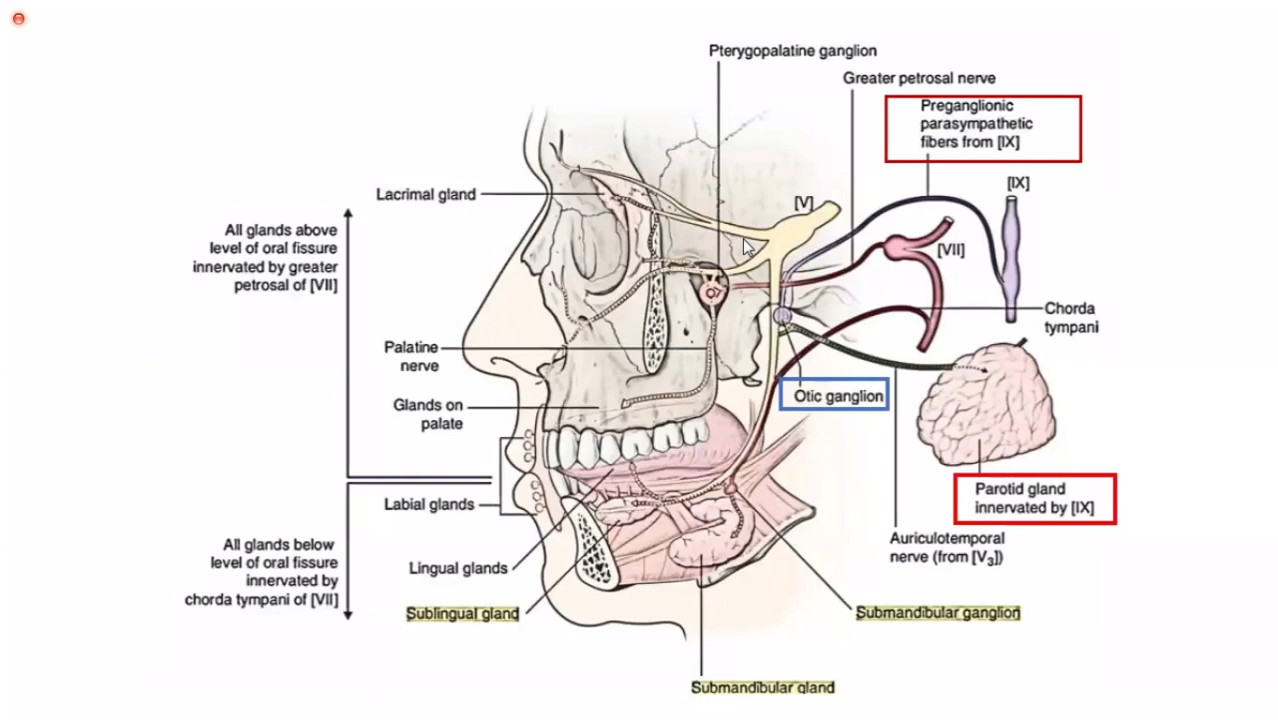 Pterygopalatine ganglion
Greater petrosal nerve
Preganglionic
parasympathetic
fibers from [IX]
[IX]
Lacrimal gland
[V]
All glands above
level of oral fissure
innervated by greater
petrosal of [VII]
[VII]
Chorda
tympani
Palatine
nerve
Otic ganglion
Glands on
palate
Parotid gland
innervated by [IX]
Labial glands
Auriculotemporal
nerve (from [V3])
All glands below
level of oral fissure
innervated by
chorda tympani of [VII]
Lingual glands
Sublingual gland
Submandibular ganglion
Submandibular gland